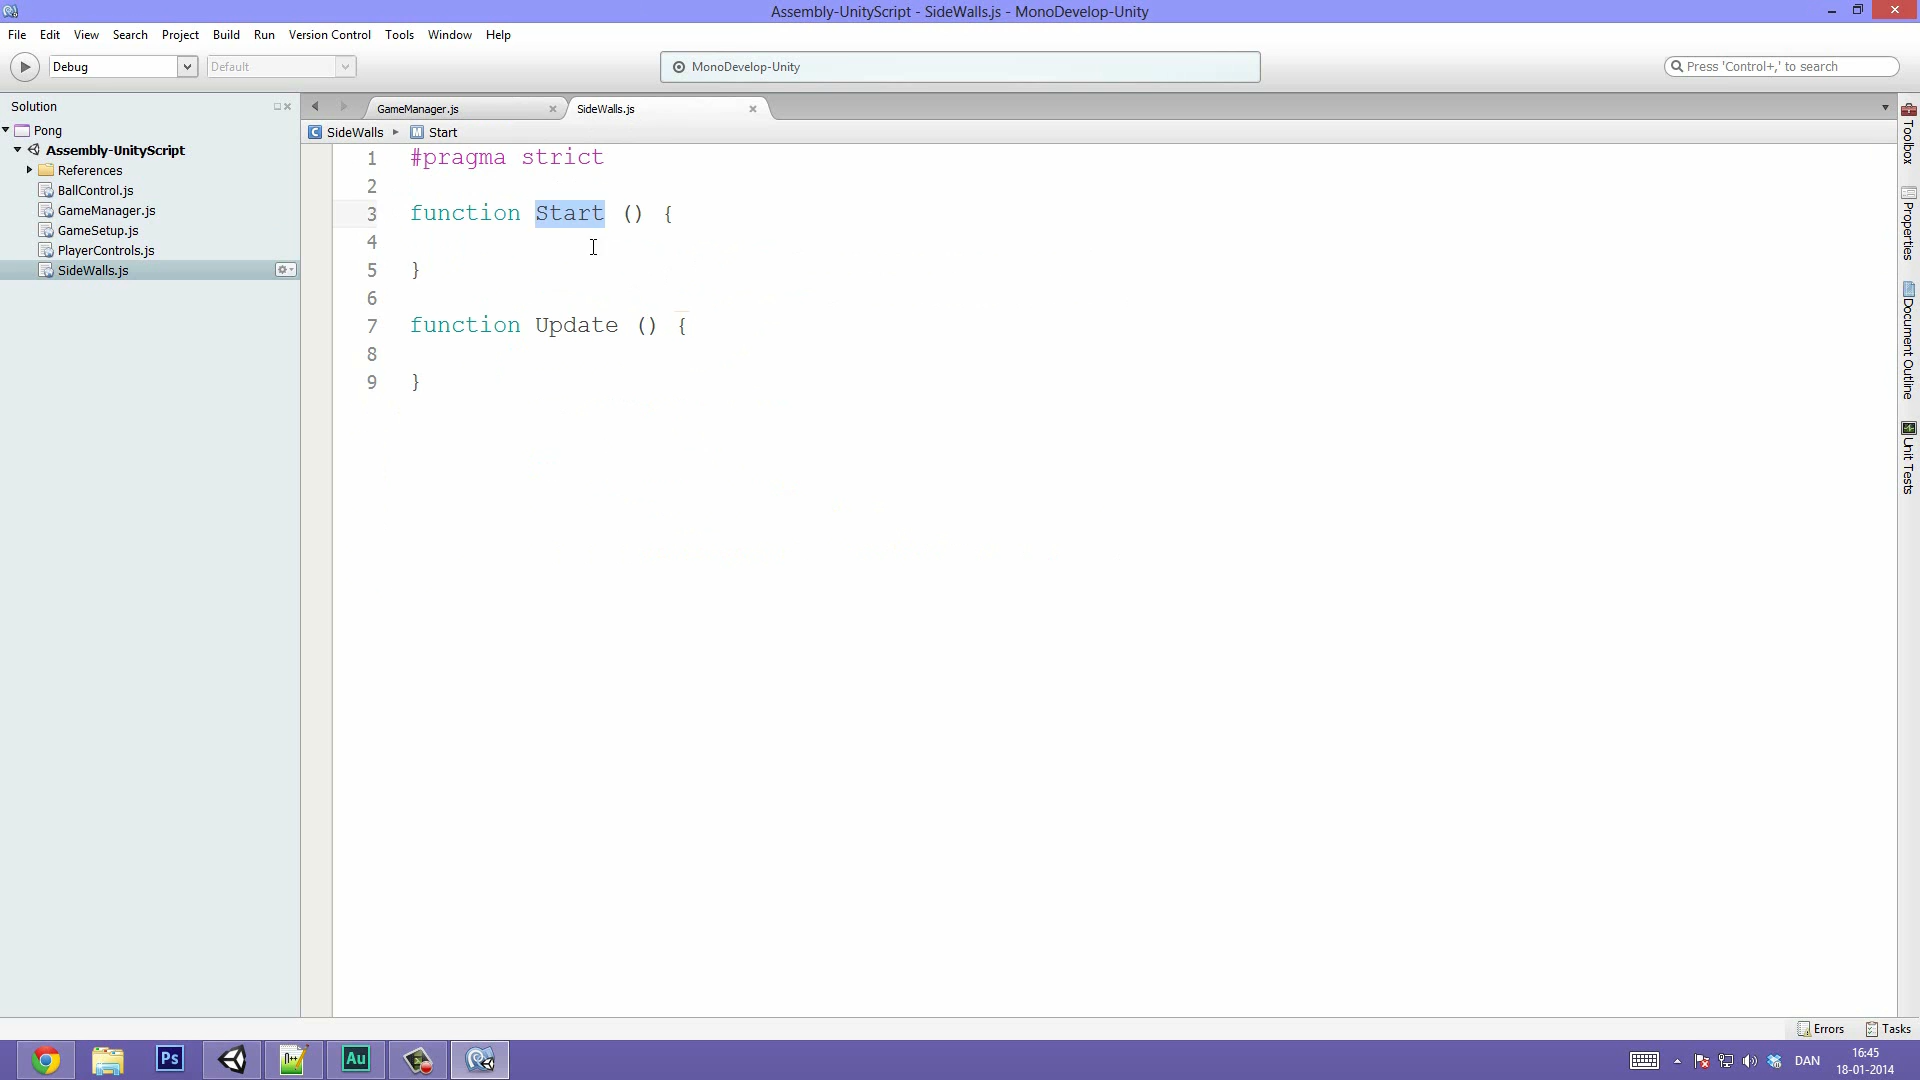 Assembly-UnityScript - SideWalls.js - MonoDevelop-Unity
File Edit View Search Project Build Run Version Control Tools Window Help
Debug Default MonoDevelop-Unity Press 'Control+,' to search
Solution
Pong
Assembly-UnityScript
References
BallControl.js
GameManager.js
GameSetup.js
PlayerControls.js
SideWalls.js
GameManager.js SideWalls.js
SideWalls Start
1 #pragma strict
2
3 function Start () {
4
5 }
6
7 function Update () {
8
9 }
Toolbox
Properties
Document Outline
Unit Tests
Errors Tasks
Ps Au DAN 16:45
18-01-2014